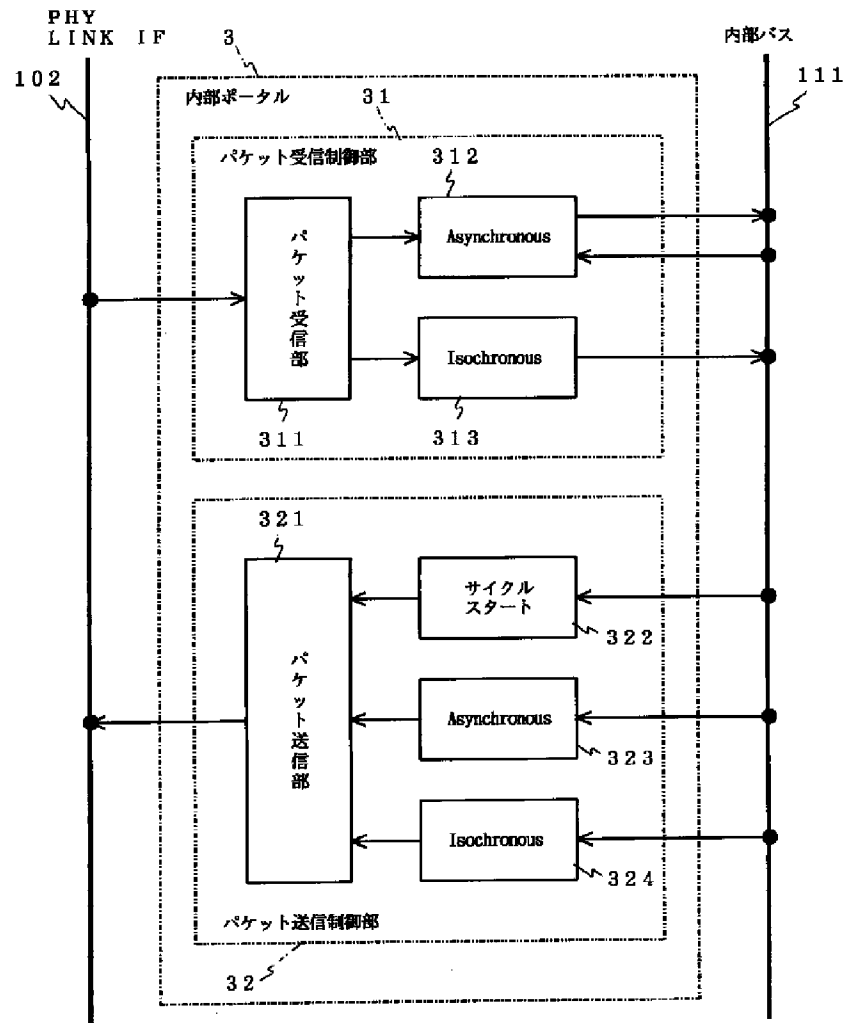 PHY
LINK IF
3
内部バス
102
111
内部ポータル
31
パケット受信制御部
312
パケット受信部
Asynchronous
Isochronous
311
313
321
サイクル
スタート
322
パケット送信部
Asynchronous
323
Isochronous
324
パケット送信制御部
32